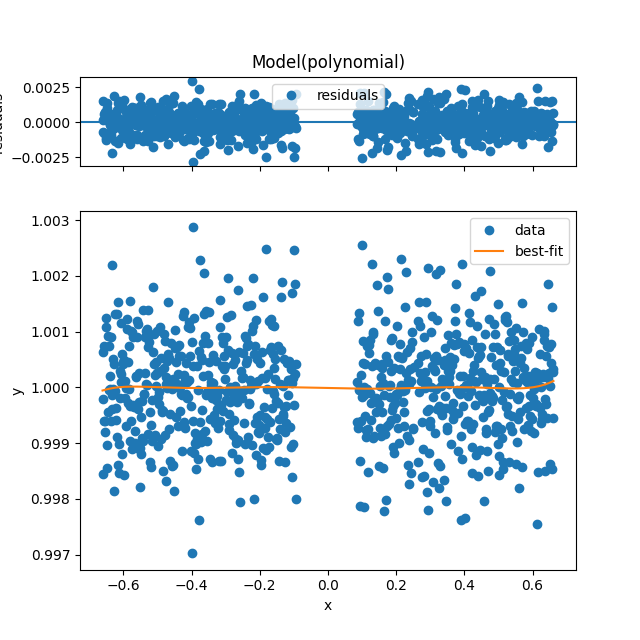 Model(polynomial)
0.0025
0.0000
−0.0025
residuals
residuals
1.003
1.002
1.001
1.000
0.999
0.998
0.997
y
data
best-fit
−0.6
−0.4
−0.2
0.0
0.2
0.4
0.6
x